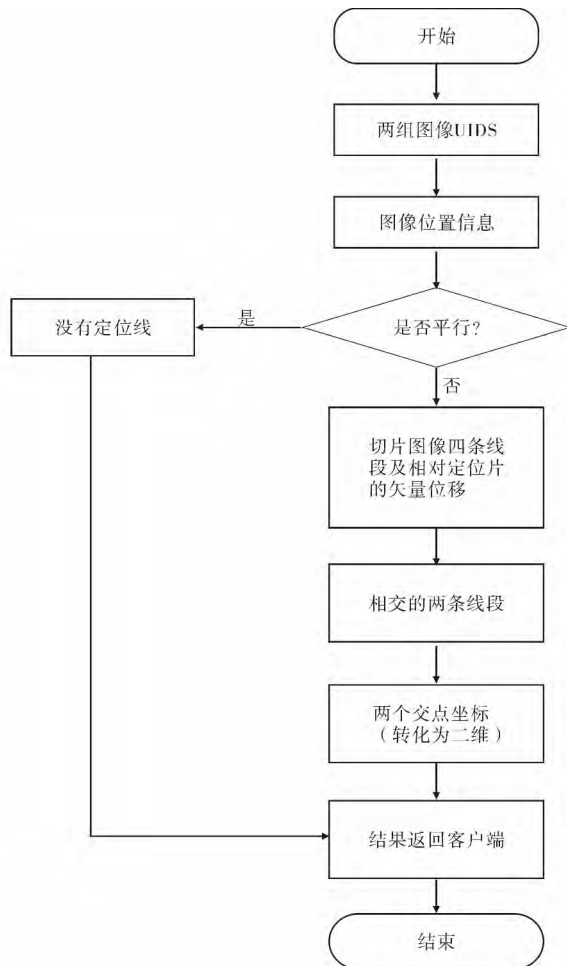 开始
两组图像UIDS
图像位置信息
是否平行?
是
没有定位线
否
切片图像四条线
段及相对定位片
的矢量位移
相交的两条线段
两个交点坐标
（转化为二维）
结果返回客户端
结束